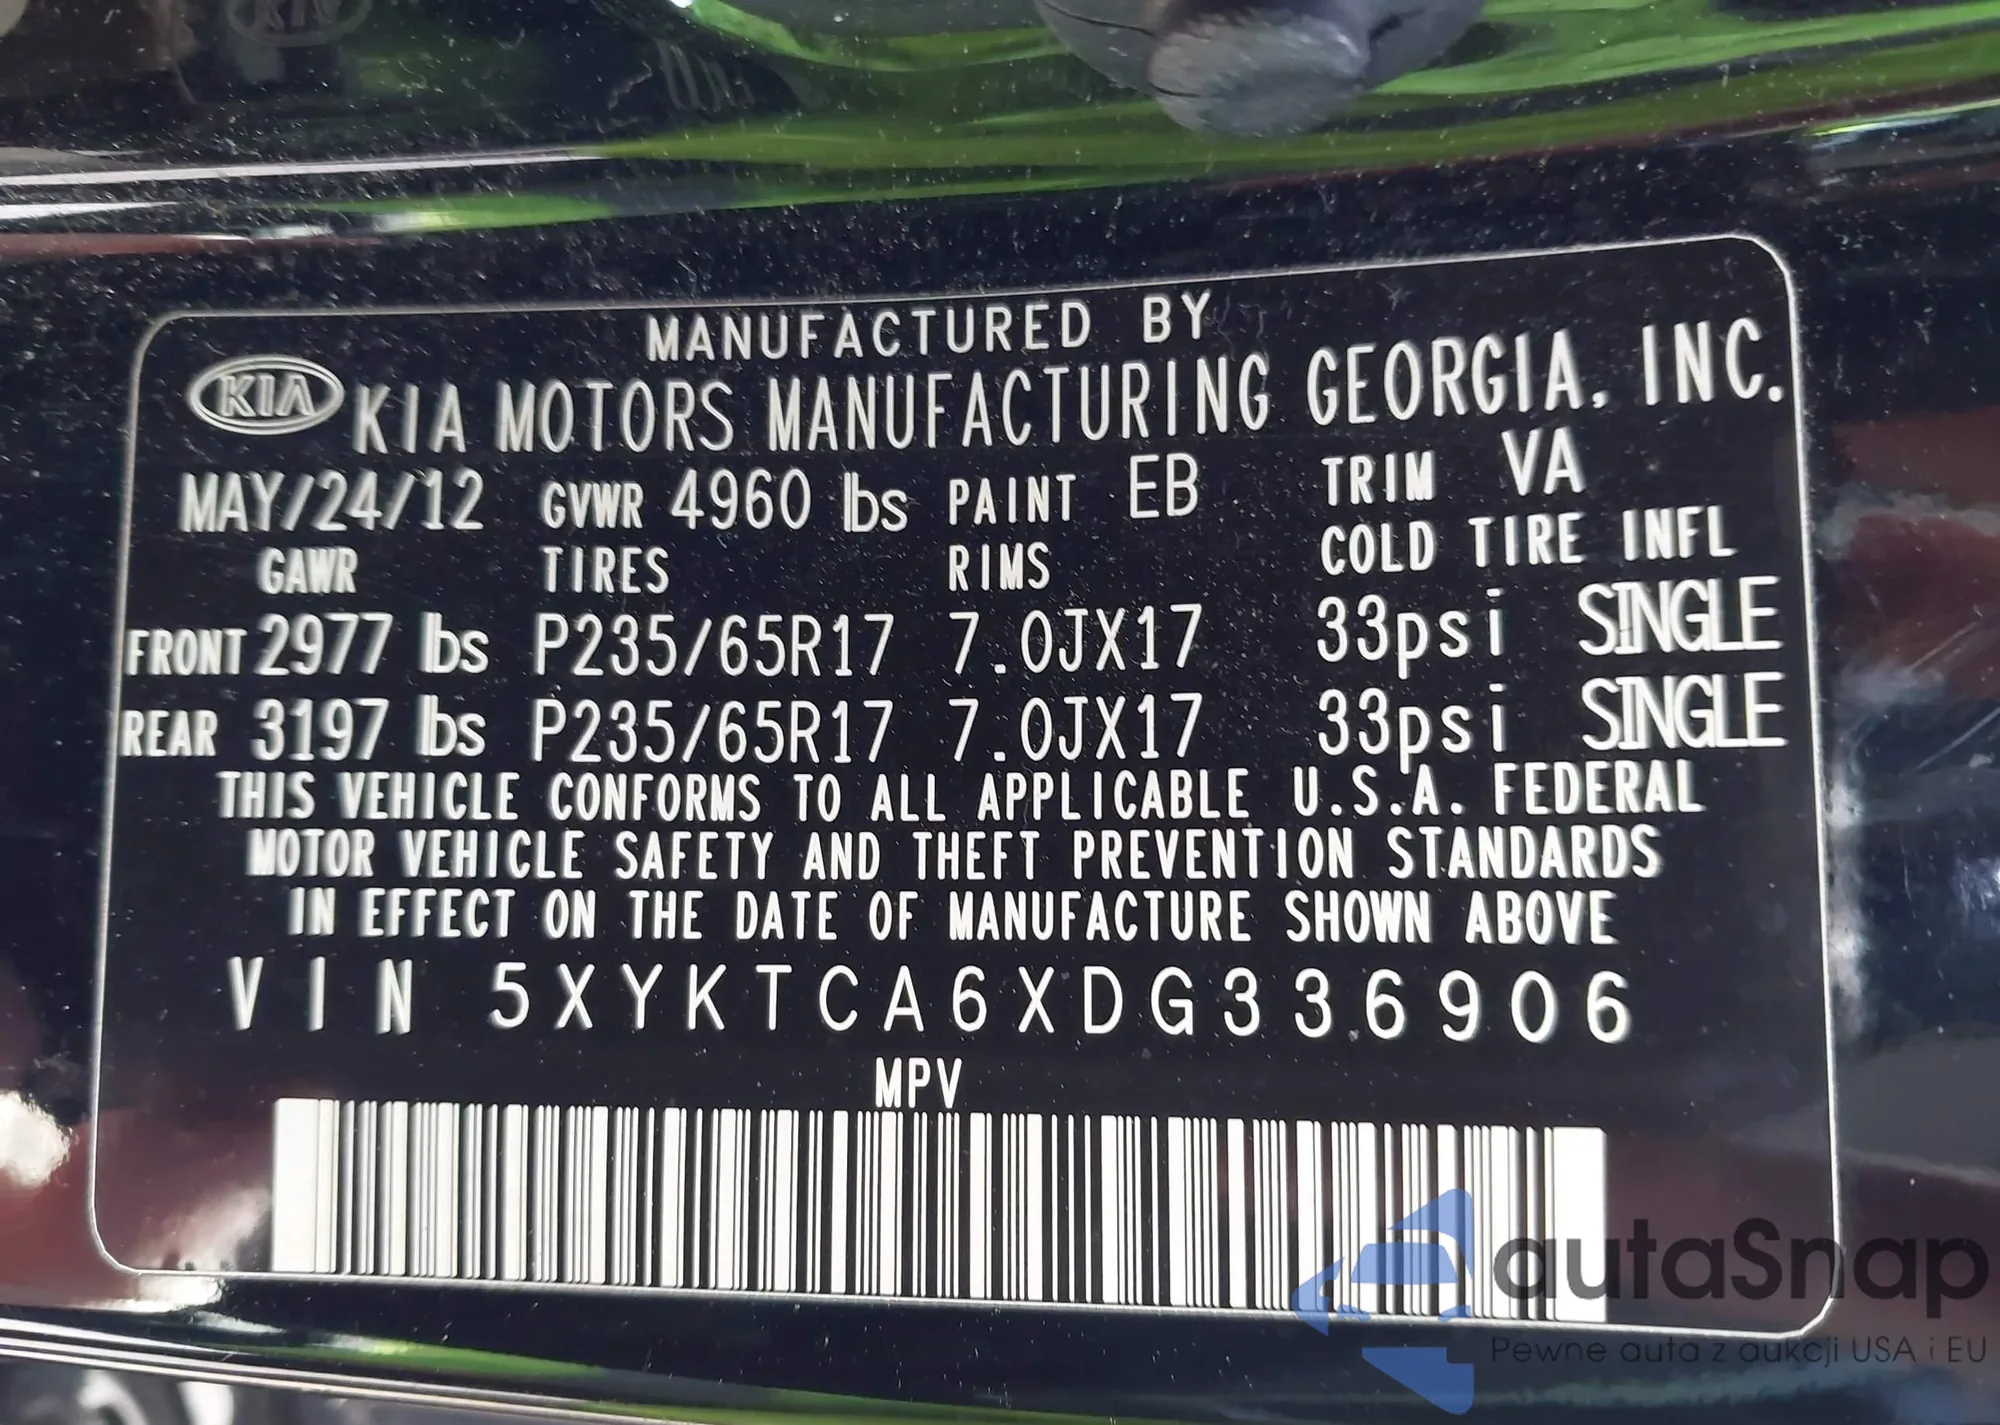 MANUFACTURED BY
KIA KIA MOTORS MANUFACTURING GEORGIA. INC.
MAY/24/12 GVWR 4960 lbs PAINT EB TRIM VA
GAWR TIRES RIMS COLD TIRE INFL
FRONT 2977 lbs P235/65R17 7.0JX17 33psi SINGLE
REAR 3197 lbs P235/65R17 7.0JX17 33psi SINGLE
THIS VEHICLE CONFORMS TO ALL APPLICABLE U.S.A. FEDERAL
MOTOR VEHICLE SAFETY AND THEFT PREVENTION STANDARDS
IN EFFECT ON THE DATE OF MANUFACTURE SHOWN ABOVE
VIN 5XYKTCA6XDG336906
MPV
autaSnap
Pewne auta z aukcji USA i EU